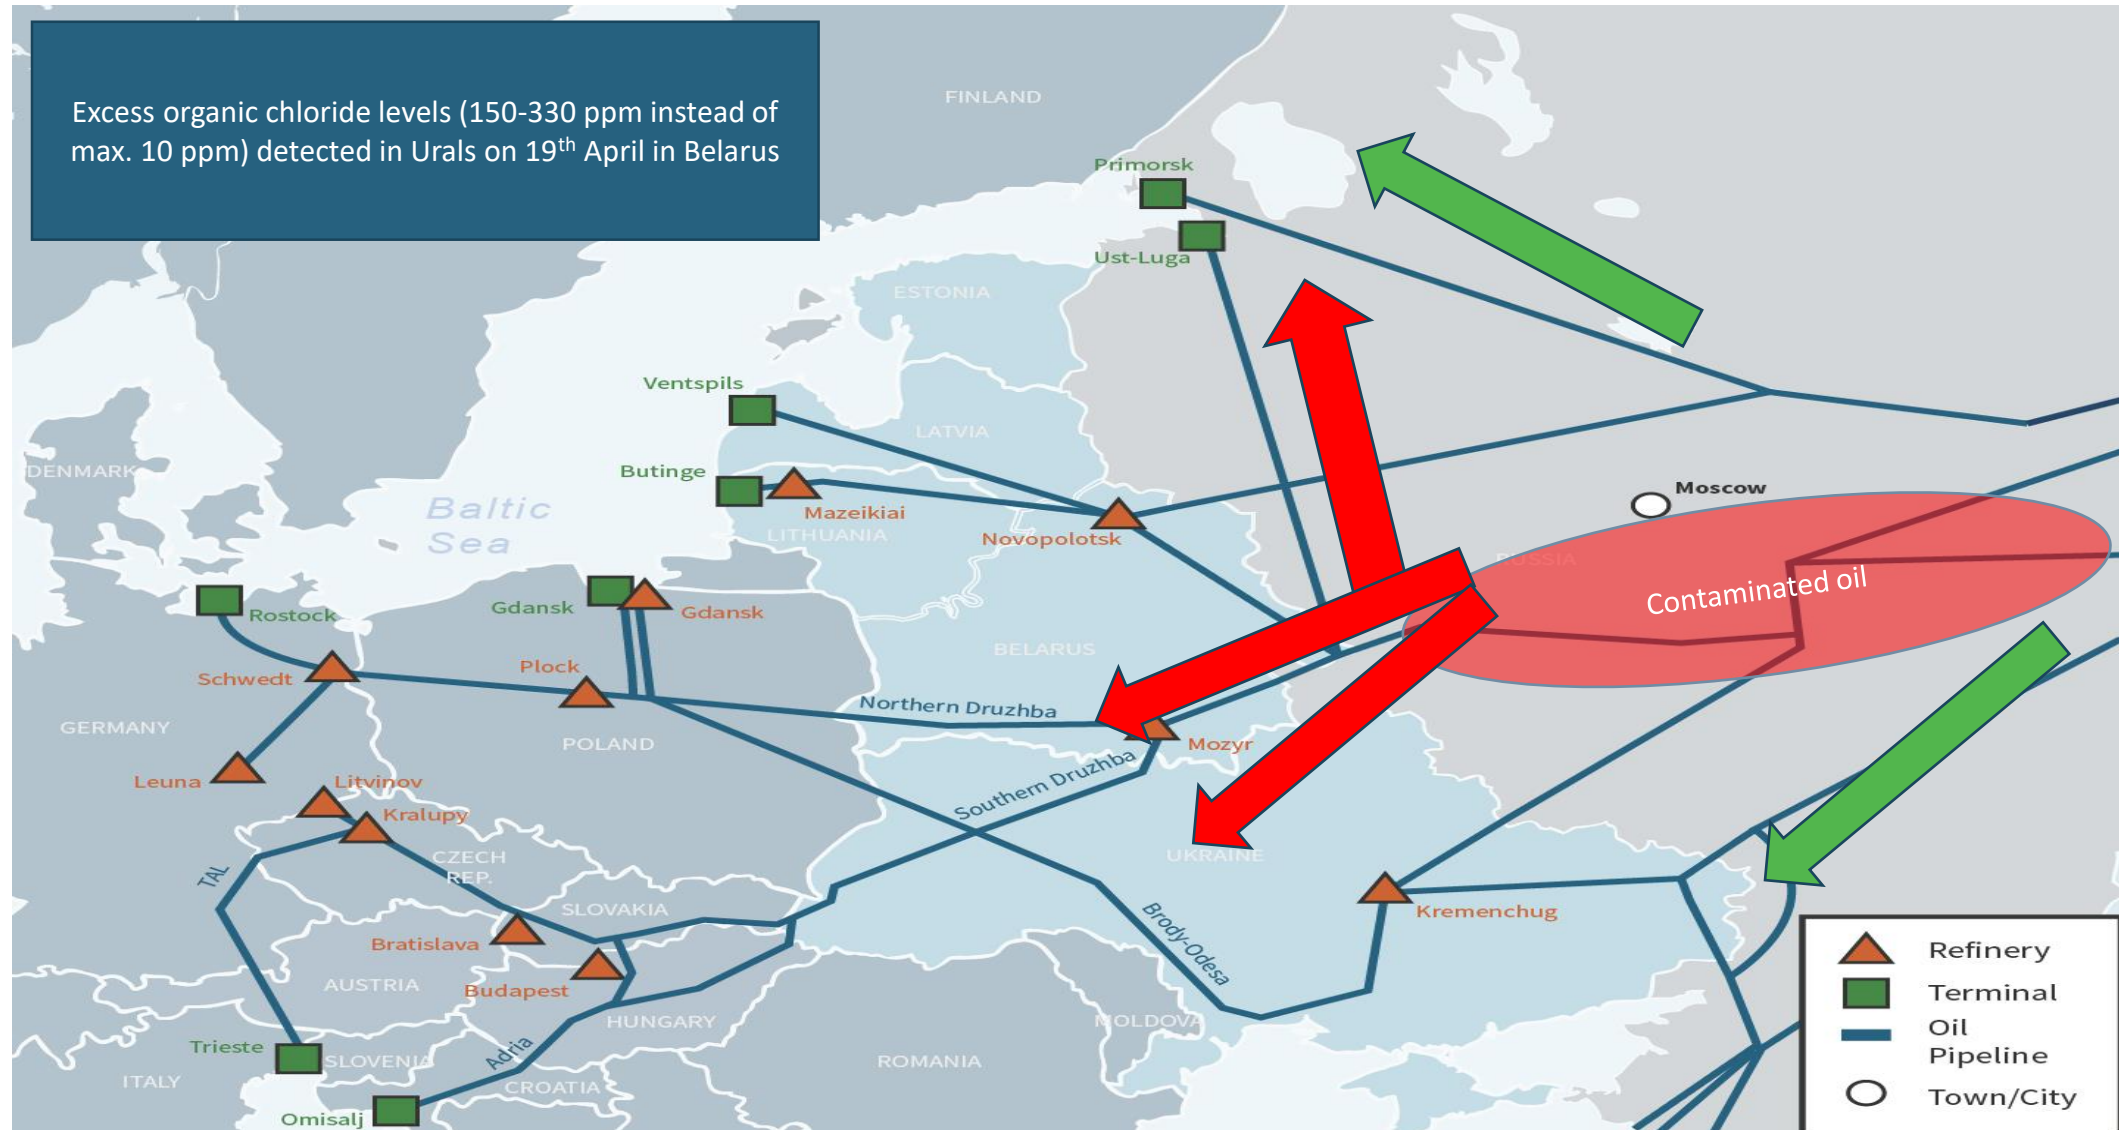 Excess organic chloride levels (150-330 ppm instead of
max. 10 ppm) detected in Urals on 19th April in Belarus
FINLAND
Primorsk
Ust-Luga
ESTONIA
Ventspils
LATVIA
DENMARK
Butinge
Moscow
Baltic
Sea
Mazeikiai
LITHUANIA
Novopolotsk
RUSSIA
Contaminated oil
Rostock
Gdansk
Gdansk
BELARUS
Schwedt
Plock
Northern Druzhba
GERMANY
POLAND
Mozyr
Leuna
Litvinov
Southern Druzhba
Kralupy
CZECH
REP.
UKRAINE
TAL
SLOVAKIA
Kremenchug
Bratislava
Brody-Odesa
AUSTRIA
Budapest
HUNGARY
MOLDOVA
Trieste
SLOVENIA
Adria
ROMANIA
ITALY
CROATIA
Omisalj
Refinery
Terminal
Oil
Pipeline
Town/City